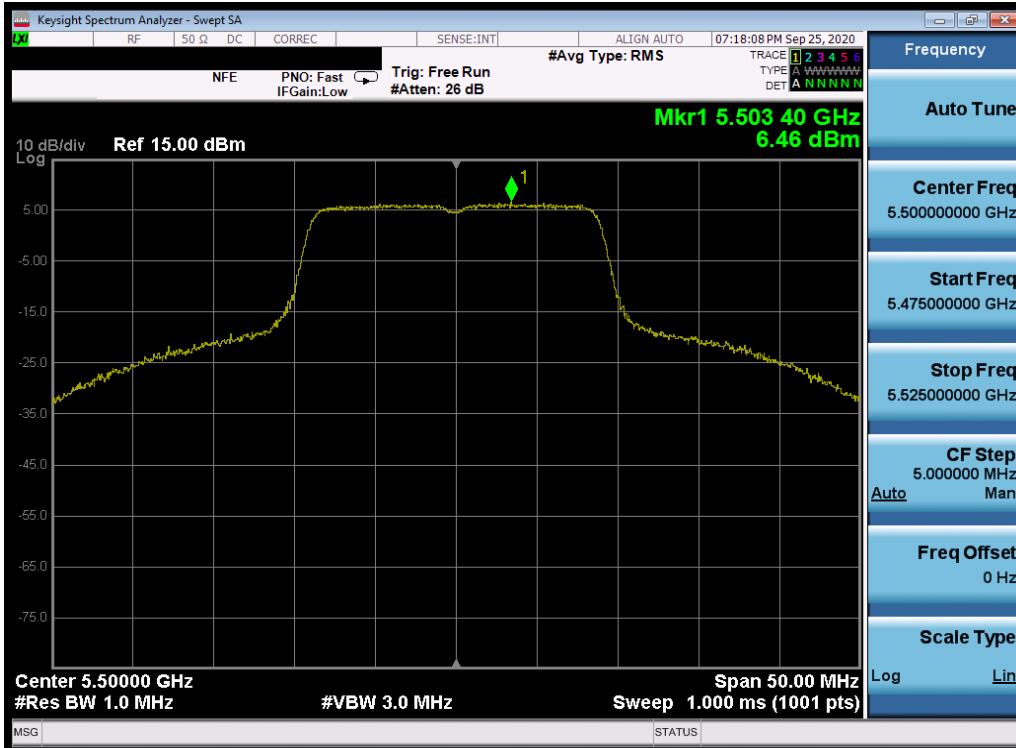 Keysight Spectrum Analyzer - Swept SA
LXI RF 50 Ω DC CORREC SENSE:INT ALIGN AUTO 07:18:08 PM Sep 25, 2020
NFE PNO: Fast IFGain:Low
Trig: Free Run
#Atten: 26 dB
#Avg Type: RMS
TRACE 1 2 3 4 5 6
TYPE A WWWWW
DET A N N N N N
Mkr1 5.503 40 GHz
6.46 dBm
10 dB/div Ref 15.00 dBm
Log
1
5.00
-5.00
-15.0
-25.0
-35.0
-45.0
-55.0
-65.0
-75.0
Center 5.50000 GHz Span 50.00 MHz
#Res BW 1.0 MHz #VBW 3.0 MHz Sweep 1.000 ms (1001 pts)
MSG STATUS
Frequency
Auto Tune
Center Freq
5.500000000 GHz
Start Freq
5.475000000 GHz
Stop Freq
5.525000000 GHz
CF Step
5.000000 MHz
Auto Man
Freq Offset
0 Hz
Scale Type
Log Lin